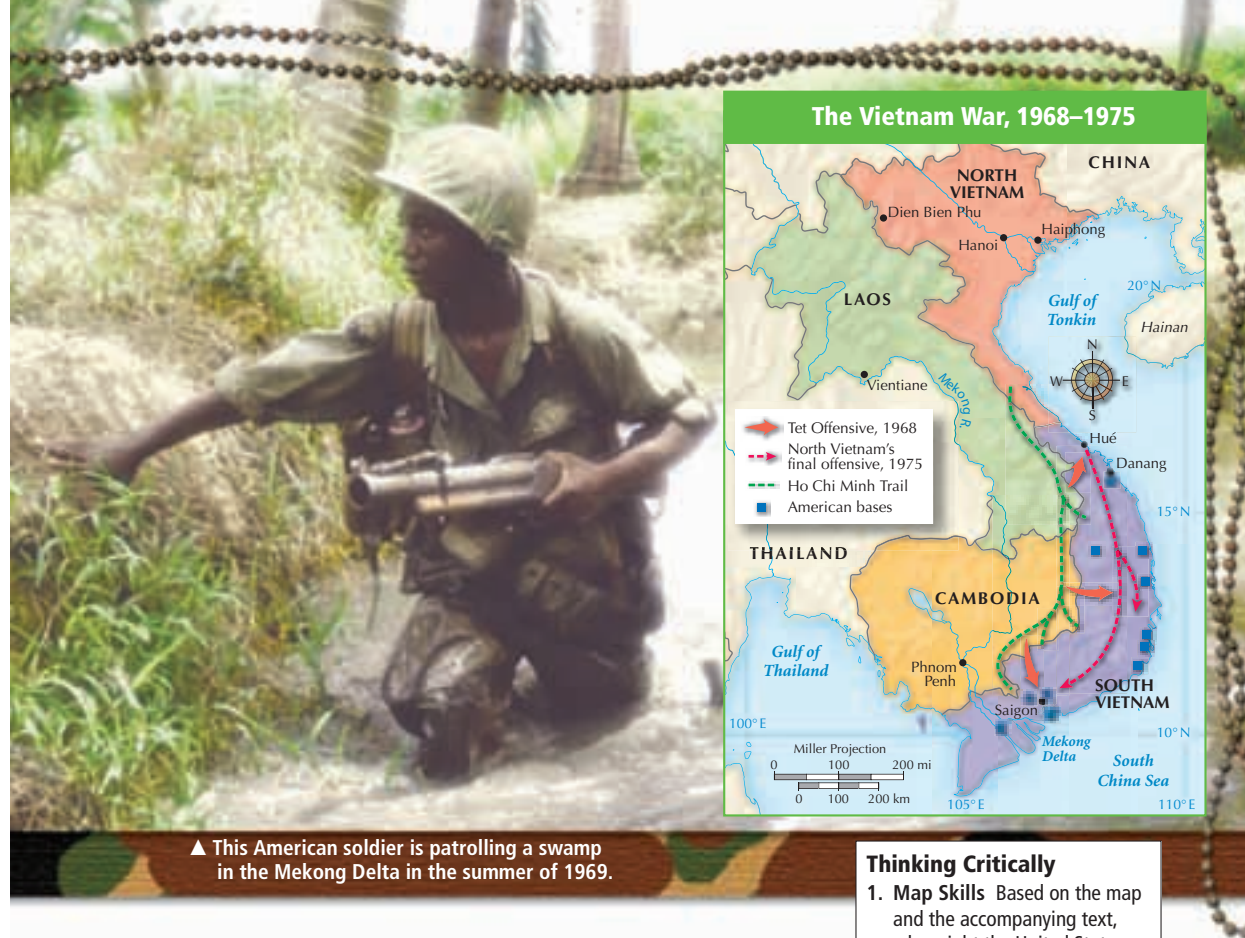 The Vietnam War, 1968–1975
CHINA
NORTH
VIETNAM
Dien Bien Phu
Hanoi
Haiphong
20°N
LAOS
Gulf of
Tonkin
Hainan
N
W
E
S
Vientiane
Mekong R.
Tet Offensive, 1968
North Vietnam's
final offensive, 1975
Ho Chi Minh Trail
American bases
Hué
Danang
15°N
THAILAND
CAMBODIA
Gulf of
Thailand
Phnom
Penh
SOUTH
VIETNAM
Saigon
100°E
10°N
Mekong
Delta
South
China Sea
Miller Projection
0 100 200 mi
0 100 200 km
105°E
110°E
▲ This American soldier is patrolling a swamp
in the Mekong Delta in the summer of 1969.
Thinking Critically
1. Map Skills Based on the map
and the accompanying text,